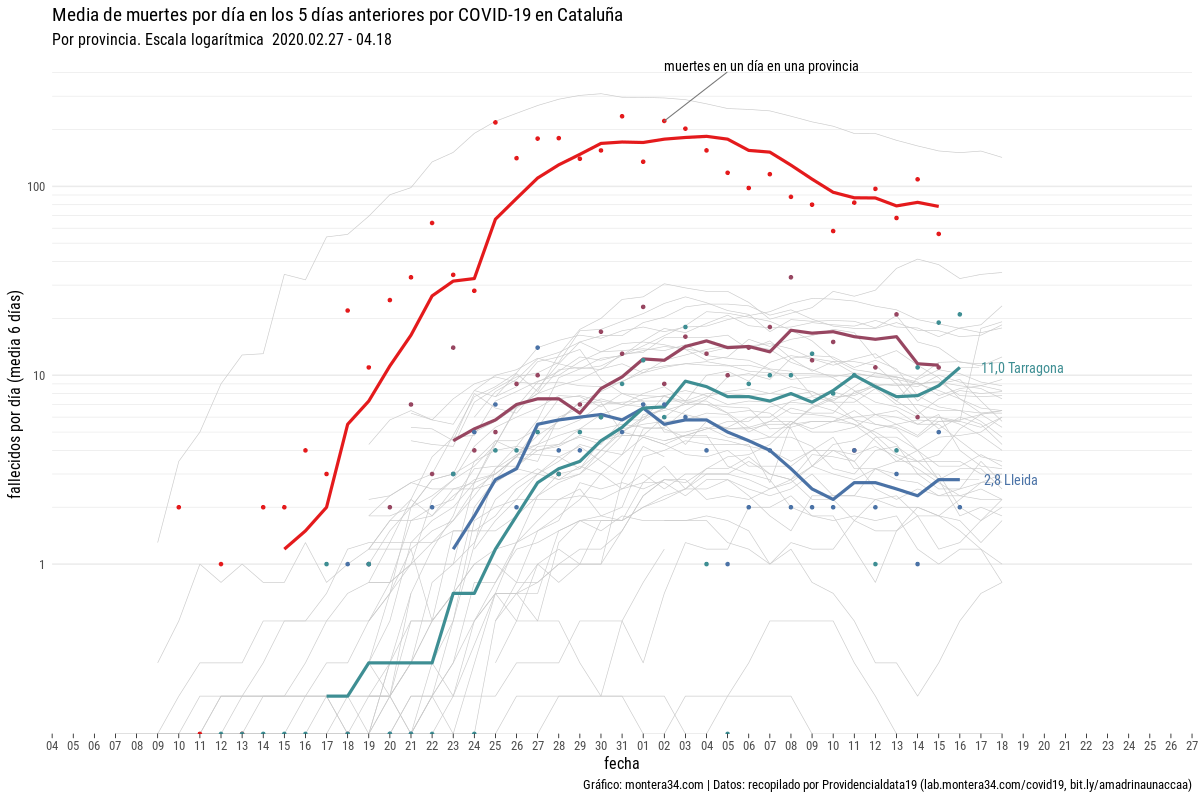 Media de muertes por día en los 5 días anteriores por COVID-19 en Cataluña
Por provincia. Escala logarítmica 2020.02.27 - 04.18
muertes en un día en una provincia
fallecidos por día (media 6 días)
100
10
1
11,0 Tarragona
2,8 Lleida
04 05 06 07 08 09 10 11 12 13 14 15 16 17 18 19 20 21 22 23 24 25 26 27 28 29 30 31 01 02 03 04 05 06 07 08 09 10 11 12 13 14 15 16 17 18 19 20 21 22 23 24 25 26 27
fecha
Gráfico: montera34.com | Datos: recopilado por Providencialdata19 (lab.montera34.com/covid19, bit.ly/amadrinaunaccaa)